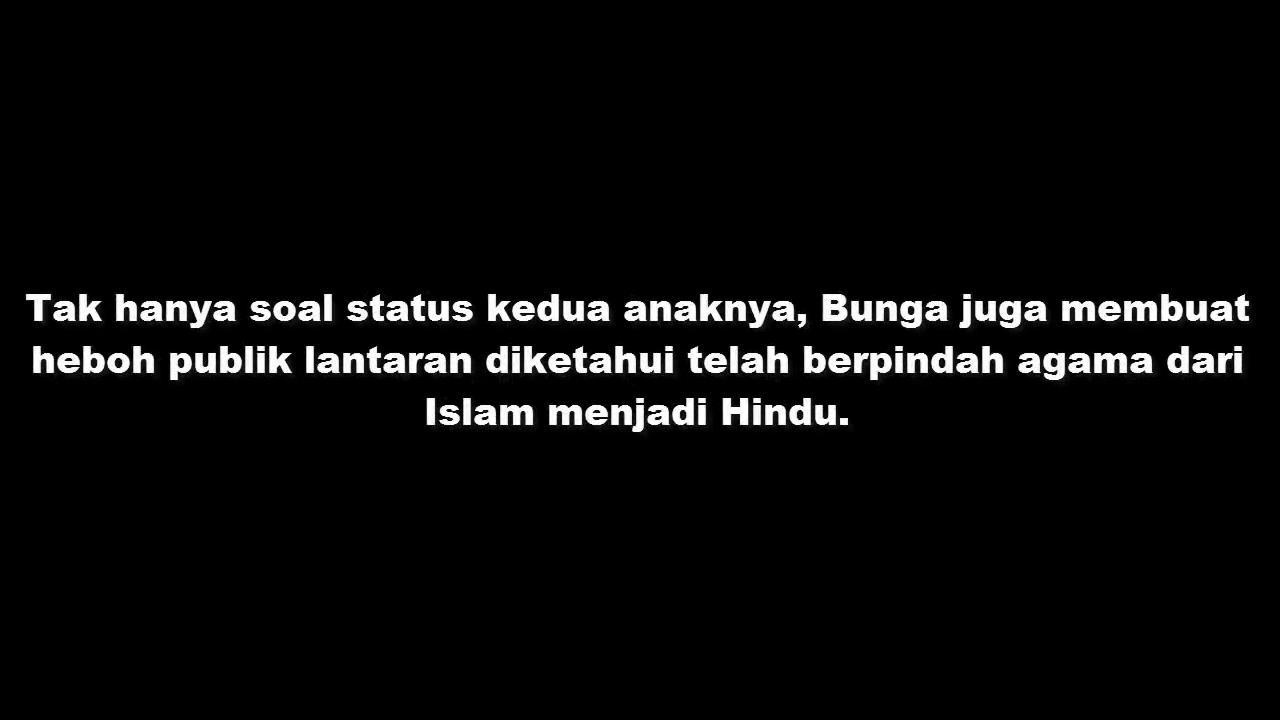 Tak hanya soal status kedua anaknya, Bunga juga membuat
heboh publik lantaran diketahui telah berpindah agama dari
Islam menjadi Hindu.